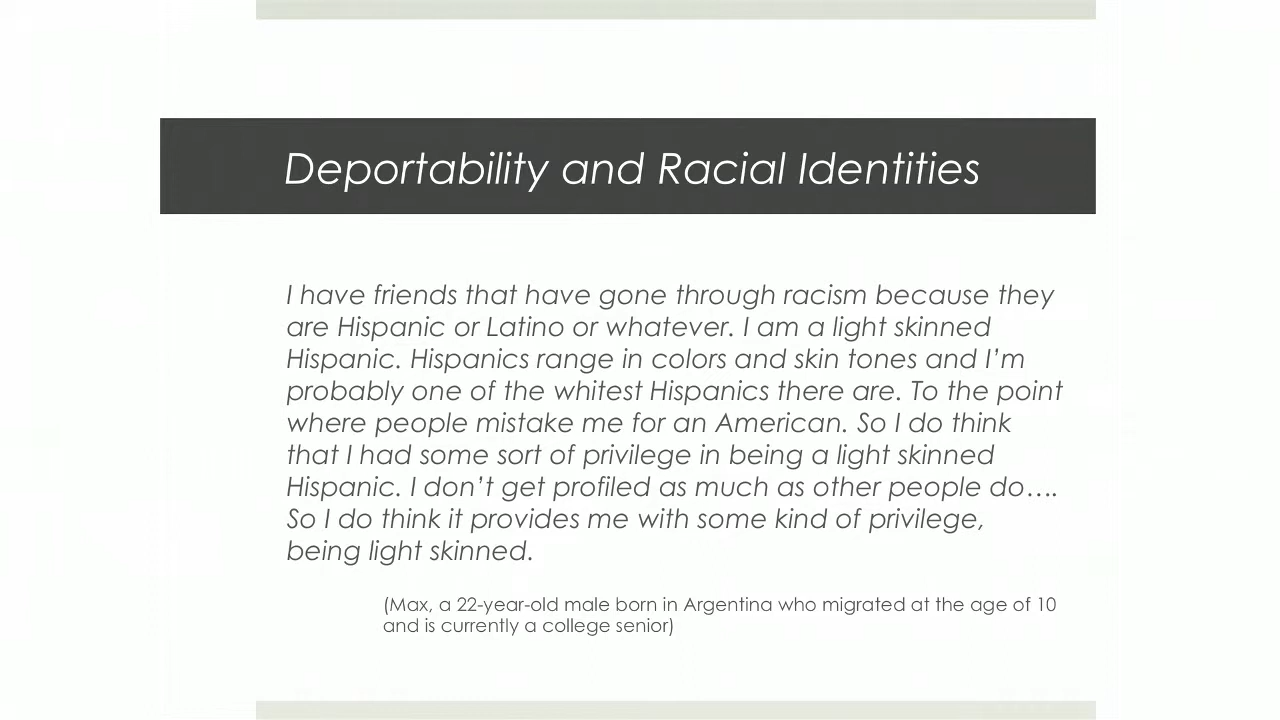 Deportability and Racial Identities
I have friends that have gone through racism because they
are Hispanic or Latino or whatever. I am a light skinned
Hispanic. Hispanics range in colors and skin tones and I’m
probably one of the whitest Hispanics there are. To the point
where people mistake me for an American. So I do think
that I had some sort of privilege in being a light skinned
Hispanic. I don’t get profiled as much as other people do….
So I do think it provides me with some kind of privilege,
being light skinned.
(Max, a 22-year-old male born in Argentina who migrated at the age of 10
and is currently a college senior)